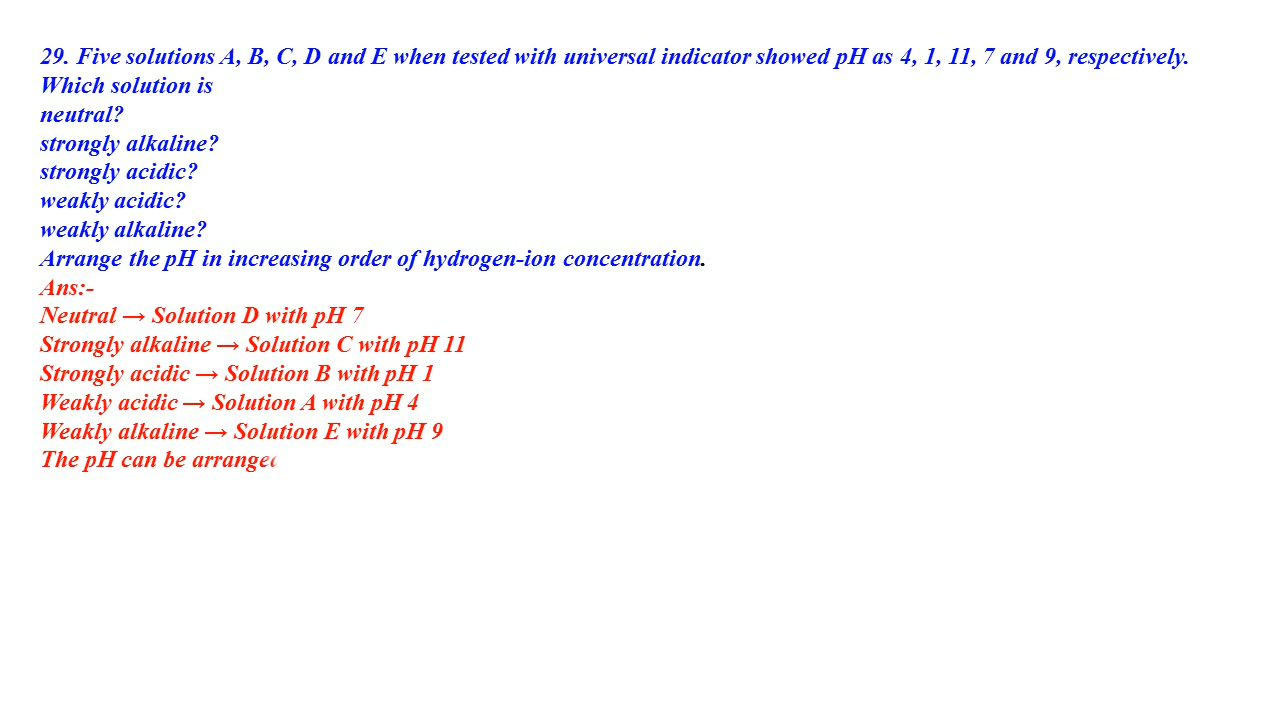 29. Five solutions A, B, C, D and E when tested with universal indicator showed pH as 4, 1, 11, 7 and 9, respectively.
Which solution is
neutral?
strongly alkaline?
strongly acidic?
weakly acidic?
weakly alkaline?
Arrange the pH in increasing order of hydrogen-ion concentration.
Ans:-
Neutral → Solution D with pH 7
Strongly alkaline → Solution C with pH 11
Strongly acidic → Solution B with pH 1
Weakly acidic → Solution A with pH 4
Weakly alkaline → Solution E with pH 9
The pH can be